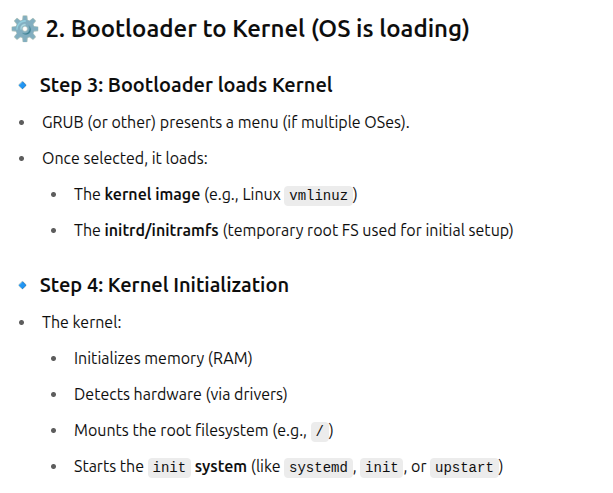 ⚙️ 2. Bootloader to Kernel (OS is loading)
🔹 Step 3: Bootloader loads Kernel
• GRUB (or other) presents a menu (if multiple OSes).
• Once selected, it loads:
• The kernel image (e.g., Linux vmlinuz)
• The initrd/initramfs (temporary root FS used for initial setup)
🔹 Step 4: Kernel Initialization
• The kernel:
• Initializes memory (RAM)
• Detects hardware (via drivers)
• Mounts the root filesystem (e.g., /)
• Starts the init system (like systemd, init, or upstart)